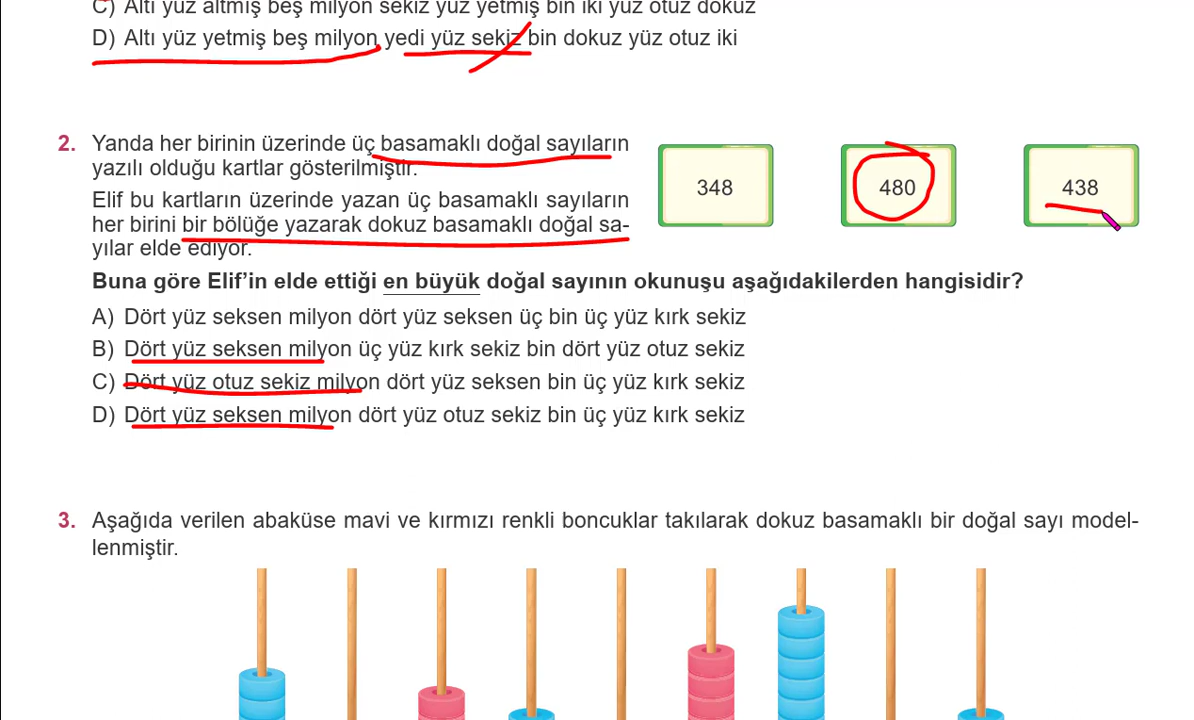 C) Altı yüz altmış beş milyon sekiz yüz yetmiş bin iki yüz otuz dokuz
D) Altı yüz yetmiş beş milyon yedi yüz sekiz bin dokuz yüz otuz iki
2. Yanda her birinin üzerinde üç basamaklı doğal sayıların
yazılı olduğu kartlar gösterilmiştir.
348
480
438
Elif bu kartların üzerinde yazan üç basamaklı sayıların
her birini bir bölüğe yazarak dokuz basamaklı doğal sa-
yılar elde ediyor.
Buna göre Elif’in elde ettiği en büyük doğal sayının okunuşu aşağıdakilerden hangisidir?
A) Dört yüz seksen milyon dört yüz seksen üç bin üç yüz kırk sekiz
B) Dört yüz seksen milyon üç yüz kırk sekiz bin dört yüz otuz sekiz
C) Dört yüz otuz sekiz milyon dört yüz seksen bin üç yüz kırk sekiz
D) Dört yüz seksen milyon dört yüz otuz sekiz bin üç yüz kırk sekiz
3. Aşağıda verilen abaküse mavi ve kırmızı renkli boncuklar takılarak dokuz basamaklı bir doğal sayı model-
lenmiştir.